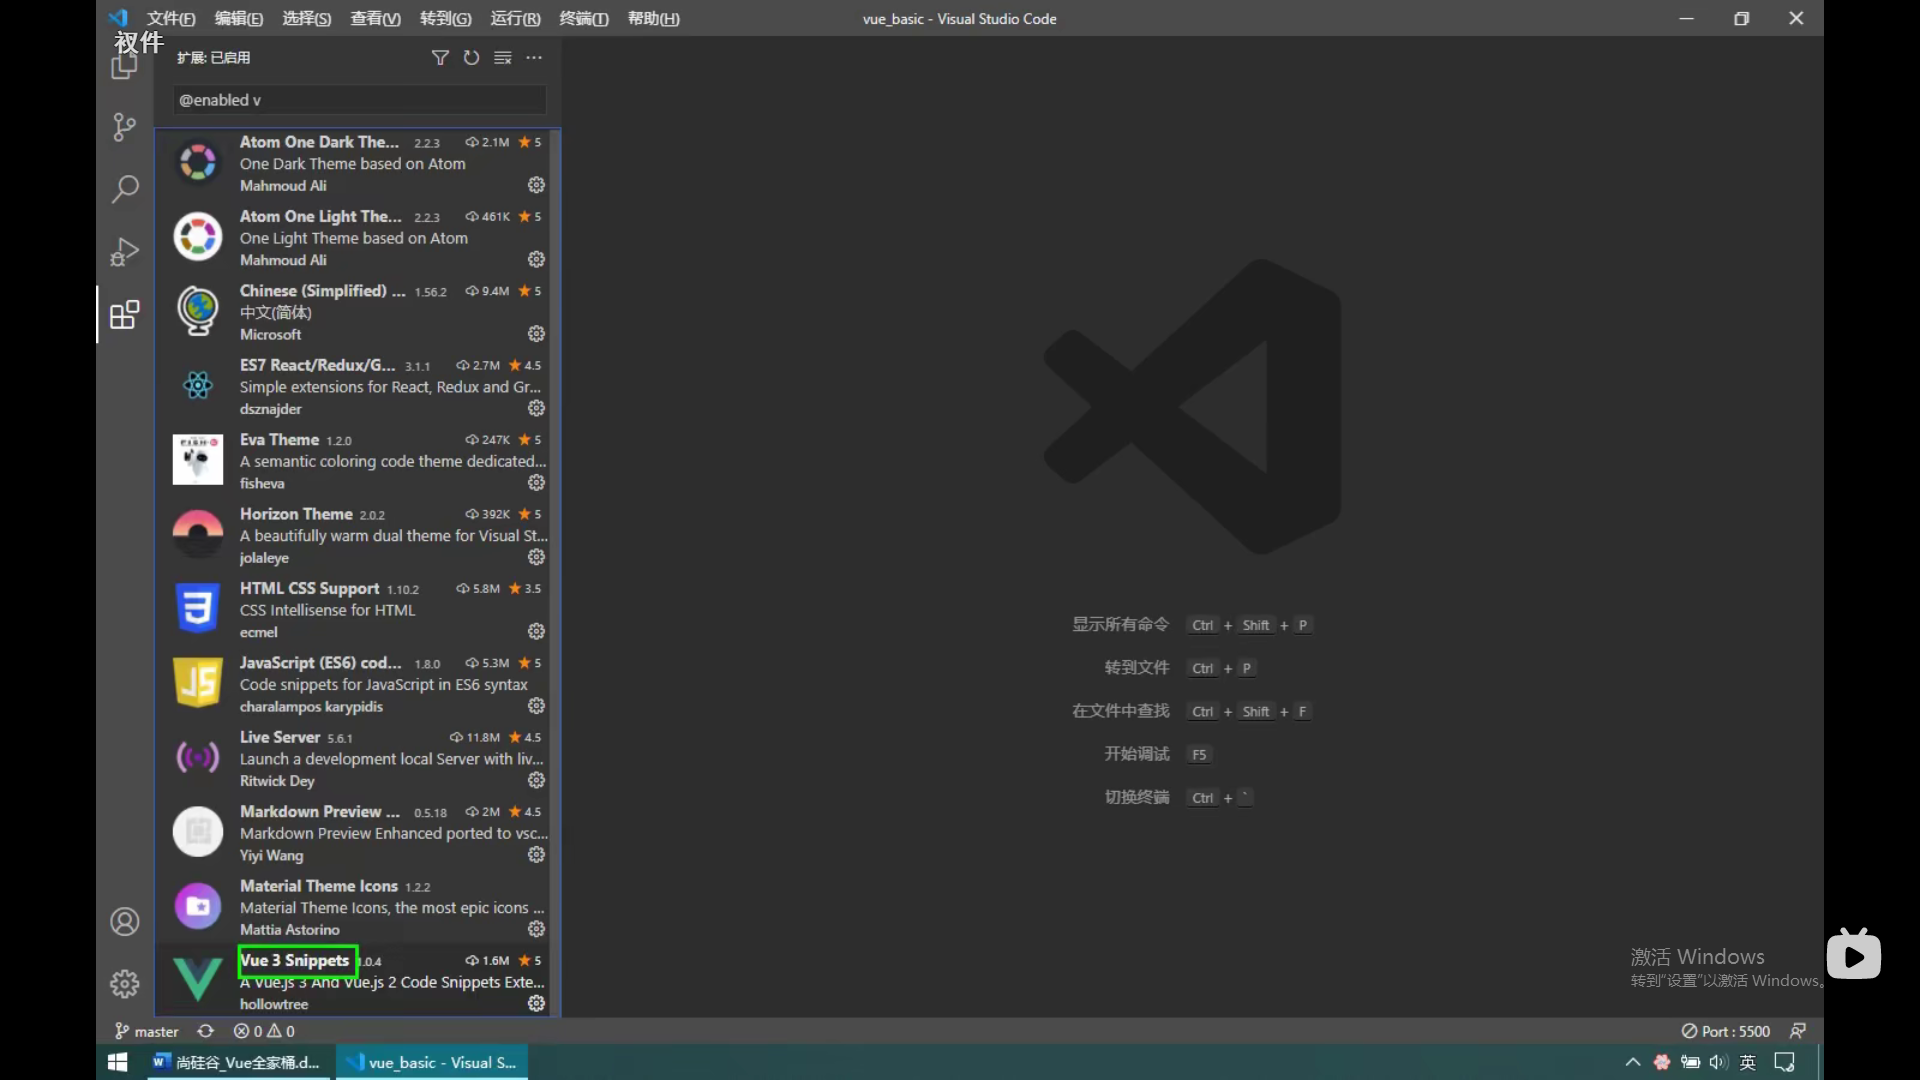 文件(F) 编辑(E) 选择(S) 查看(V) 转到(G) 运行(R) 终端(T) 帮助(H) vue_basic - Visual Studio Code
扩展: 已启用
@enabled v
Atom One Dark The... 2.2.3 2.1M 5
One Dark Theme based on Atom
Mahmoud Ali
Atom One Light The... 2.2.3 461K 5
One Light Theme based on Atom
Mahmoud Ali
Chinese (Simplified) ... 1.56.2 9.4M 5
中文(简体)
Microsoft
ES7 React/Redux/G... 3.1.1 2.7M 4.5
Simple extensions for React, Redux and Gr...
dsznajder
Eva Theme 1.2.0 247K 5
A semantic coloring code theme dedicated...
fisheva
Horizon Theme 2.0.2 392K 5
A beautifully warm dual theme for Visual St...
jolaleye
HTML CSS Support 1.10.2 5.8M 3.5
CSS Intellisense for HTML
ecmel
JavaScript (ES6) cod... 1.8.0 5.3M 5
Code snippets for JavaScript in ES6 syntax
charalampos karypidis
Live Server 5.6.1 11.8M 4.5
Launch a development local Server with liv...
Ritwick Dey
Markdown Preview ... 0.5.18 2M 4.5
Markdown Preview Enhanced ported to vsc...
Yiyi Wang
Material Theme Icons 1.2.2
Material Theme Icons, the most epic icons ...
Mattia Astorino
Vue 3 Snippets .0.4 1.6M 5
A Vue.js 3 And Vue.js 2 Code Snippets Exte...
hollowtree
显示所有命令 Ctrl + Shift + P
转到文件 Ctrl + P
在文件中查找 Ctrl + Shift + F
开始调试 F5
切换终端 Ctrl + `
激活 Windows
转到"设置"以激活 Windows。
master 0 0 Port : 5500
尚硅谷_Vue全家桶.d... vue_basic - Visual S... 英